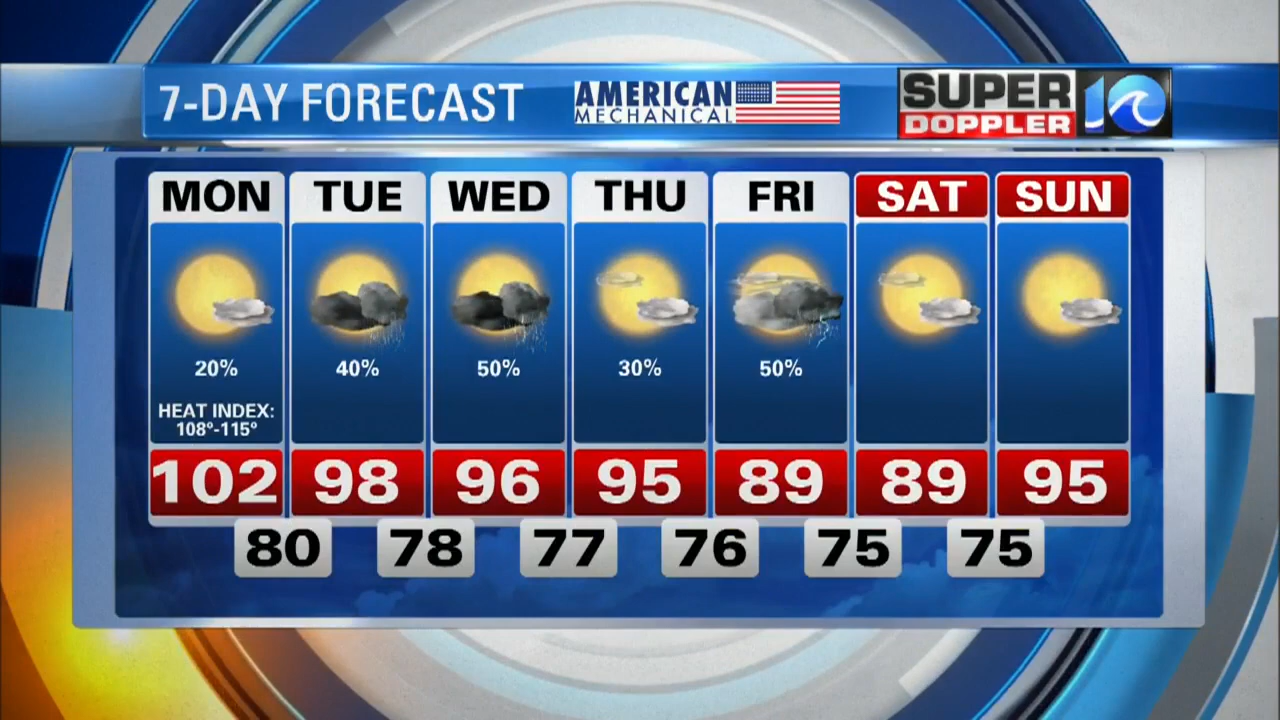 7-DAY FORECAST
AMERICAN
MECHANICAL
SUPER
DOPPLER
10
MON TUE WED THU FRI SAT SUN
20% 40% 50% 30% 50%
HEAT INDEX:
108°-115°
102 98 96 95 89 89 95
80 78 77 76 75 75